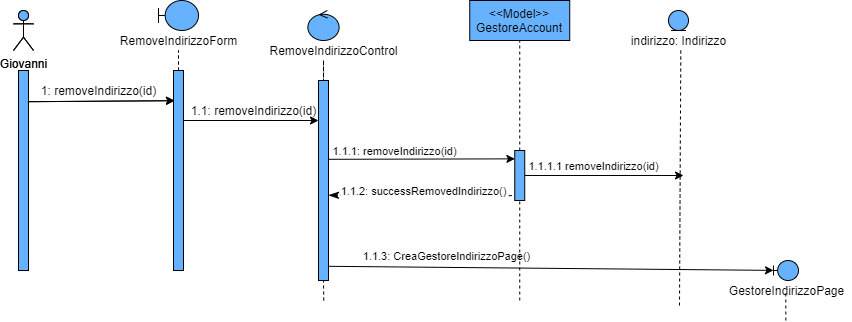 <<Model>>
GestoreAccount
RemoveIndirizzoForm
RemoveIndirizzoControl
indirizzo: Indirizzo
Giovanni
1: removeIndirizzo(id)
1.1: removeIndirizzo(id)
1.1.1: removeIndirizzo(id)
1.1.1.1 removeIndirizzo(id)
1.1.2: successRemovedIndirizzo()
1.1.3: CreaGestoreIndirizzoPage()
GestoreIndirizzoPage